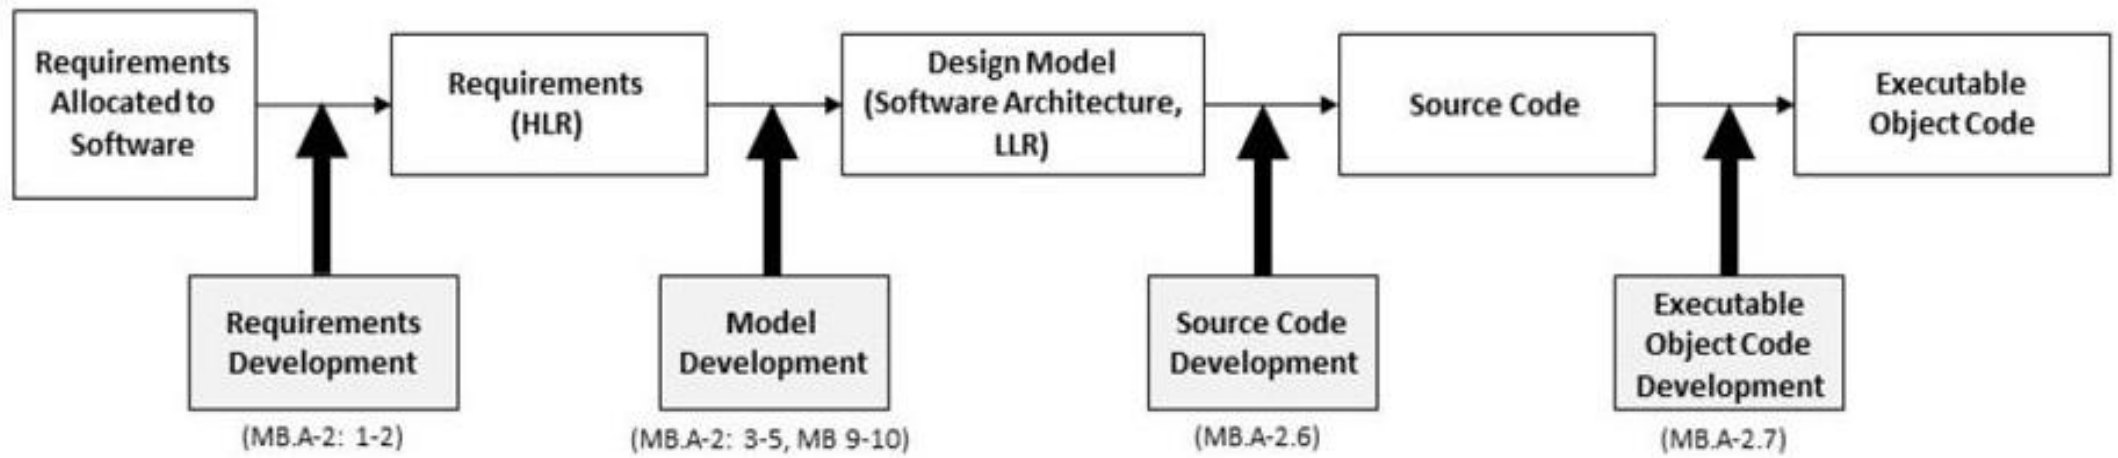 Requirements
Allocated to
Software
Requirements
(HLR)
Design Model
(Software Architecture,
LLR)
Source Code
Executable
Object Code
Requirements
Development
(MB.A-2: 1-2)
Model
Development
(MB.A-2: 3-5, MB 9-10)
Source Code
Development
(MB.A-2.6)
Executable
Object Code
Development
(MB.A-2.7)